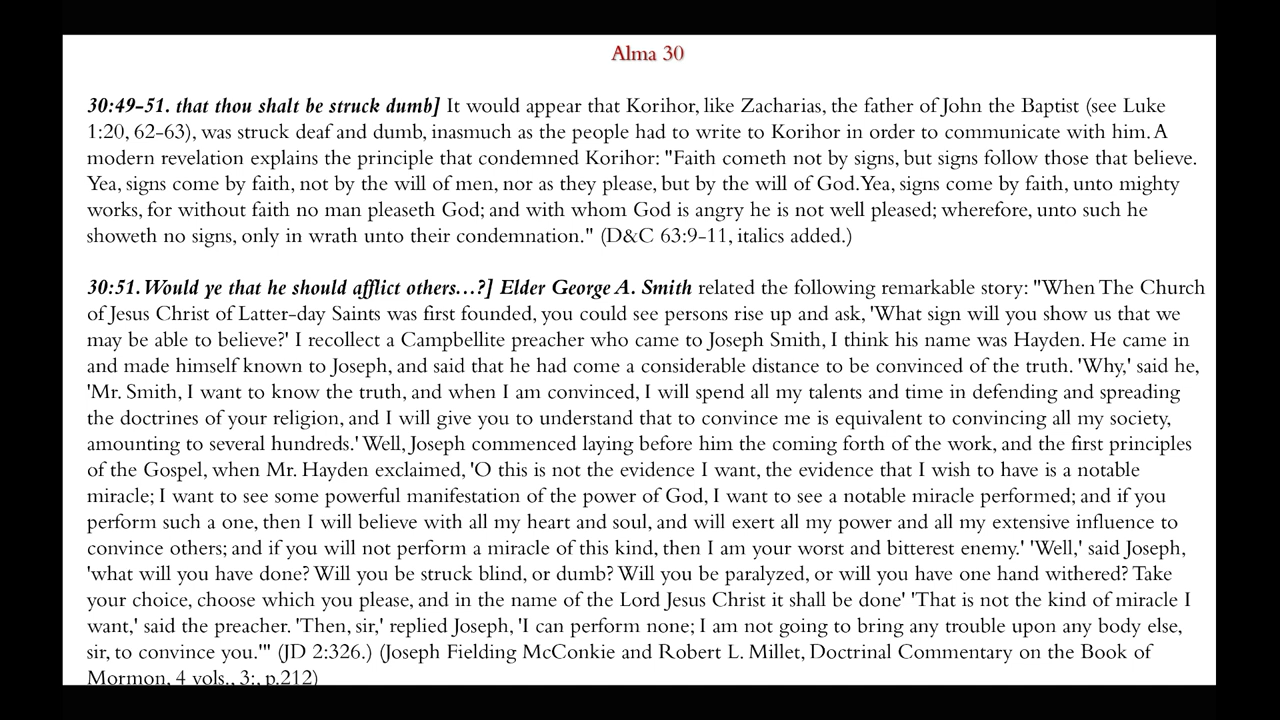 Alma 30
30:49-51. that thou shalt be struck dumb] It would appear that Korihor, like Zacharias, the father of John the Baptist (see Luke
1:20, 62-63), was struck deaf and dumb, inasmuch as the people had to write to Korihor in order to communicate with him. A
modern revelation explains the principle that condemned Korihor: "Faith cometh not by signs, but signs follow those that believe.
Yea, signs come by faith, not by the will of men, nor as they please, but by the will of God. Yea, signs come by faith, unto mighty
works, for without faith no man pleaseth God; and with whom God is angry he is not well pleased; wherefore, unto such he
showeth no signs, only in wrath unto their condemnation." (D&C 63:9-11, italics added.)
30:51. Would ye that he should afflict others…?] Elder George A. Smith related the following remarkable story: "When The Church
of Jesus Christ of Latter-day Saints was first founded, you could see persons rise up and ask, 'What sign will you show us that we
may be able to believe?' I recollect a Campbellite preacher who came to Joseph Smith, I think his name was Hayden. He came in
and made himself known to Joseph, and said that he had come a considerable distance to be convinced of the truth. 'Why,' said he,
'Mr. Smith, I want to know the truth, and when I am convinced, I will spend all my talents and time in defending and spreading
the doctrines of your religion, and I will give you to understand that to convince me is equivalent to convincing all my society,
amounting to several hundreds.' Well, Joseph commenced laying before him the coming forth of the work, and the first principles
of the Gospel, when Mr. Hayden exclaimed, 'O this is not the evidence I want, the evidence that I wish to have is a notable
miracle; I want to see some powerful manifestation of the power of God, I want to see a notable miracle performed; and if you
perform such a one, then I will believe with all my heart and soul, and will exert all my power and all my extensive influence to
convince others; and if you will not perform a miracle of this kind, then I am your worst and bitterest enemy.' 'Well,' said Joseph,
'what will you have done? Will you be struck blind, or dumb? Will you be paralyzed, or will you have one hand withered? Take
your choice, choose which you please, and in the name of the Lord Jesus Christ it shall be done' 'That is not the kind of miracle I
want,' said the preacher. 'Then, sir,' replied Joseph, 'I can perform none; I am not going to bring any trouble upon any body else,
sir, to convince you.'" (JD 2:326.) (Joseph Fielding McConkie and Robert L. Millet, Doctrinal Commentary on the Book of
Mormon, 4 vols., 3:, p.212)